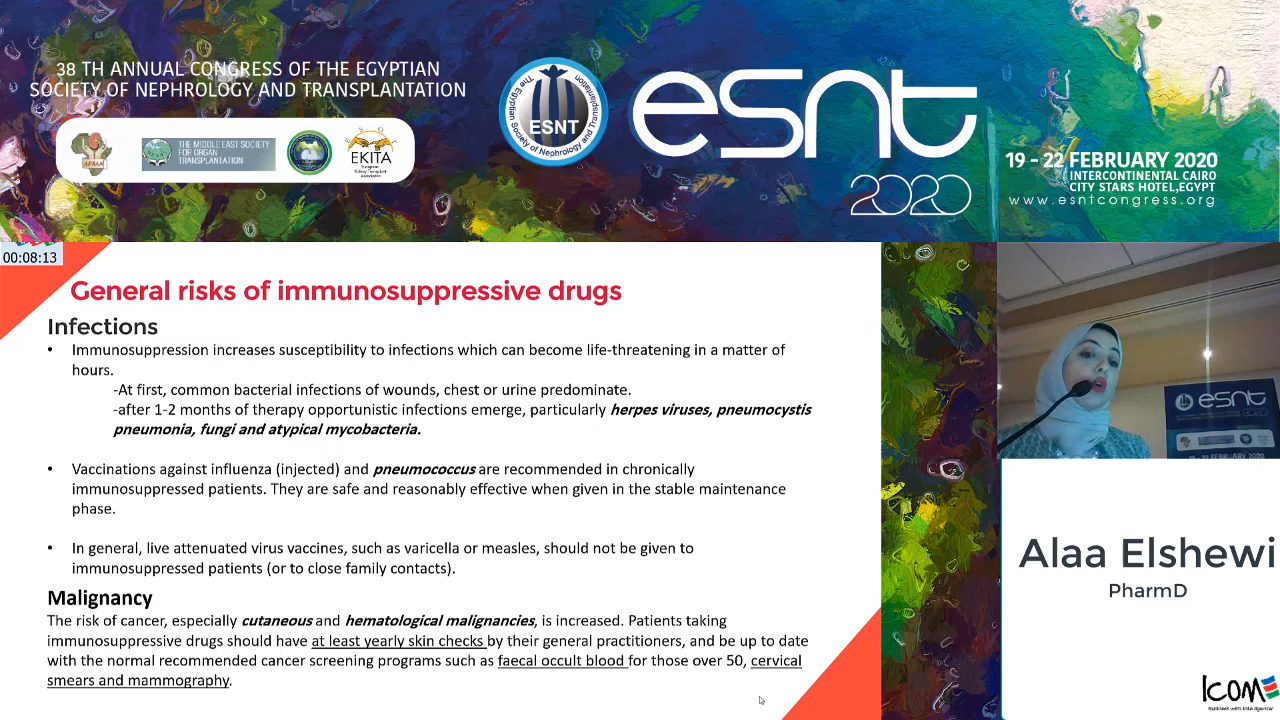 38 TH ANNUAL CONGRESS OF THE EGYPTIAN
SOCIETY OF NEPHROLOGY AND TRANSPLANTATION
AFRAN
THE MIDDLE EAST SOCIETY
FOR ORGAN
TRANSPLANTATION
EKITA
The Egyptian Society of Nephrology and Transplantation
ESNT
esnt
2020
19 - 22 FEBRUARY 2020
INTERCONTINENTAL CAIRO
CITY STARS HOTEL,EGYPT
www.esntcongress.org
00:08:13
General risks of immunosuppressive drugs
Infections
• Immunosuppression increases susceptibility to infections which can become life-threatening in a matter of
hours.
-At first, common bacterial infections of wounds, chest or urine predominate.
-after 1-2 months of therapy opportunistic infections emerge, particularly herpes viruses, pneumocystis
pneumonia, fungi and atypical mycobacteria.
• Vaccinations against influenza (injected) and pneumococcus are recommended in chronically
immunosuppressed patients. They are safe and reasonably effective when given in the stable maintenance
phase.
• In general, live attenuated virus vaccines, such as varicella or measles, should not be given to
immunosuppressed patients (or to close family contacts).
Malignancy
The risk of cancer, especially cutaneous and hematological malignancies, is increased. Patients taking
immunosuppressive drugs should have at least yearly skin checks by their general practitioners, and be up to date
with the normal recommended cancer screening programs such as faecal occult blood for those over 50, cervical
smears and mammography.
esnt
2020
Alaa Elshewi
PharmD
ICOME